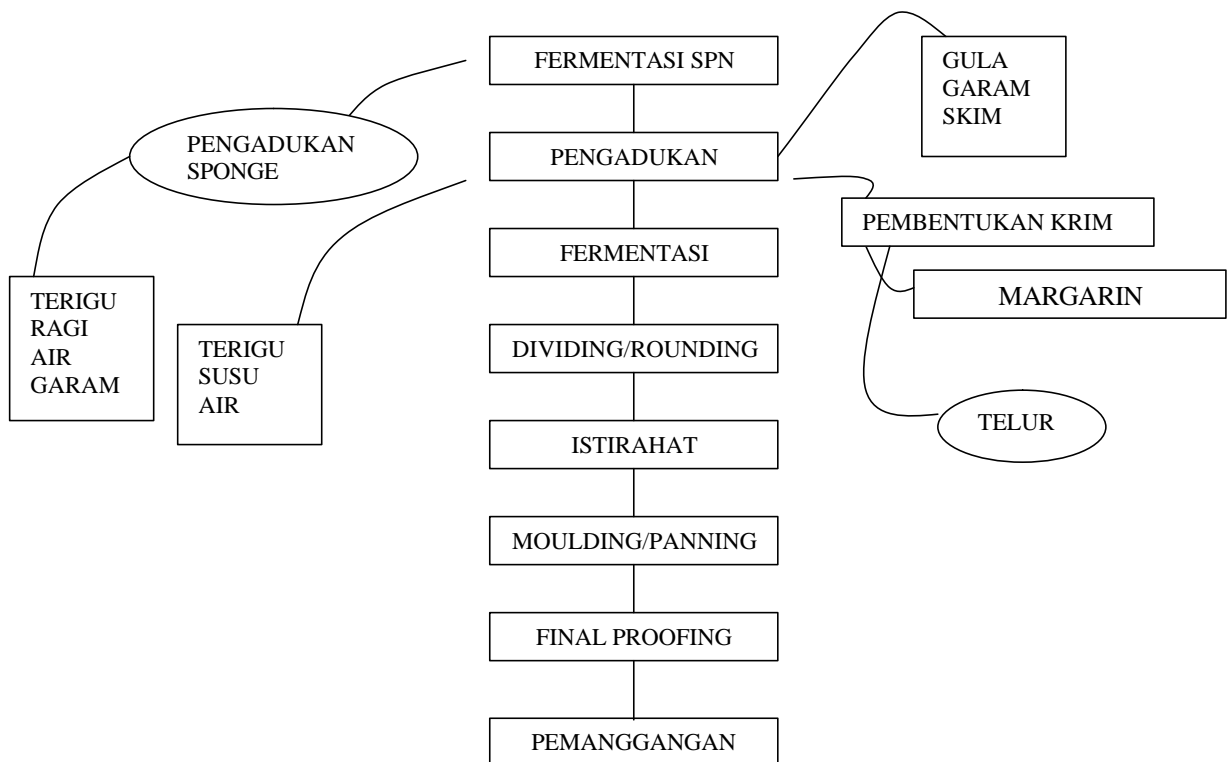 FERMENTASI SPN
GULA
GARAM
SKIM
PENGADUKAN
SPONGE
PENGADUKAN
PEMBENTUKAN KRIM
FERMENTASI
MARGARIN
TERIGU
RAGI
AIR
GARAM
TERIGU
SUSU
AIR
DIVIDING/ROUNDING
TELUR
ISTIRAHAT
MOULDING/PANNING
FINAL PROOFING
PEMANGGANGAN